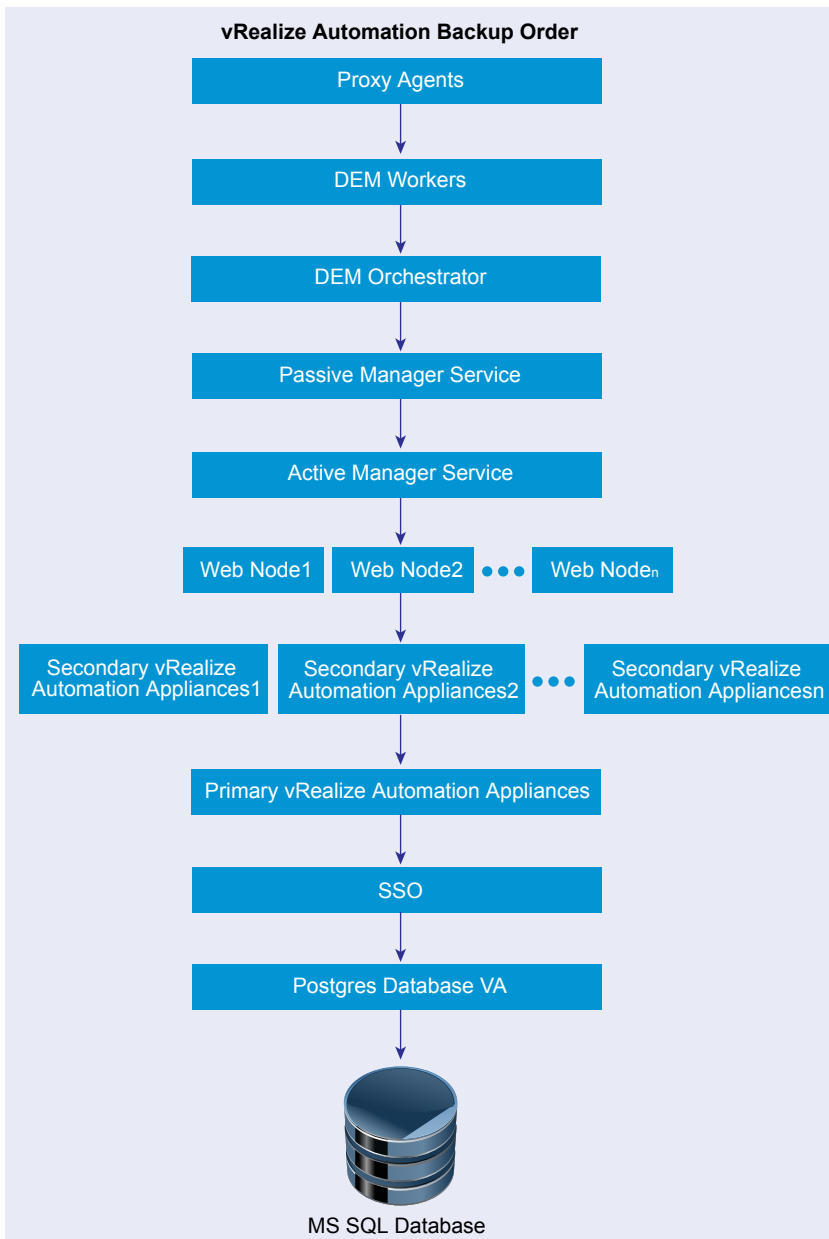 vRealize Automation Backup Order
Proxy Agents
DEM Workers
DEM Orchestrator
Passive Manager Service
Active Manager Service
Web Node1
Web Node2
Web Noden
Secondary vRealize
Automation Appliances1
Secondary vRealize
Automation Appliances2
Secondary vRealize
Automation Appliancesn
Primary vRealize Automation Appliances
SSO
Postgres Database VA
MS SQL Database